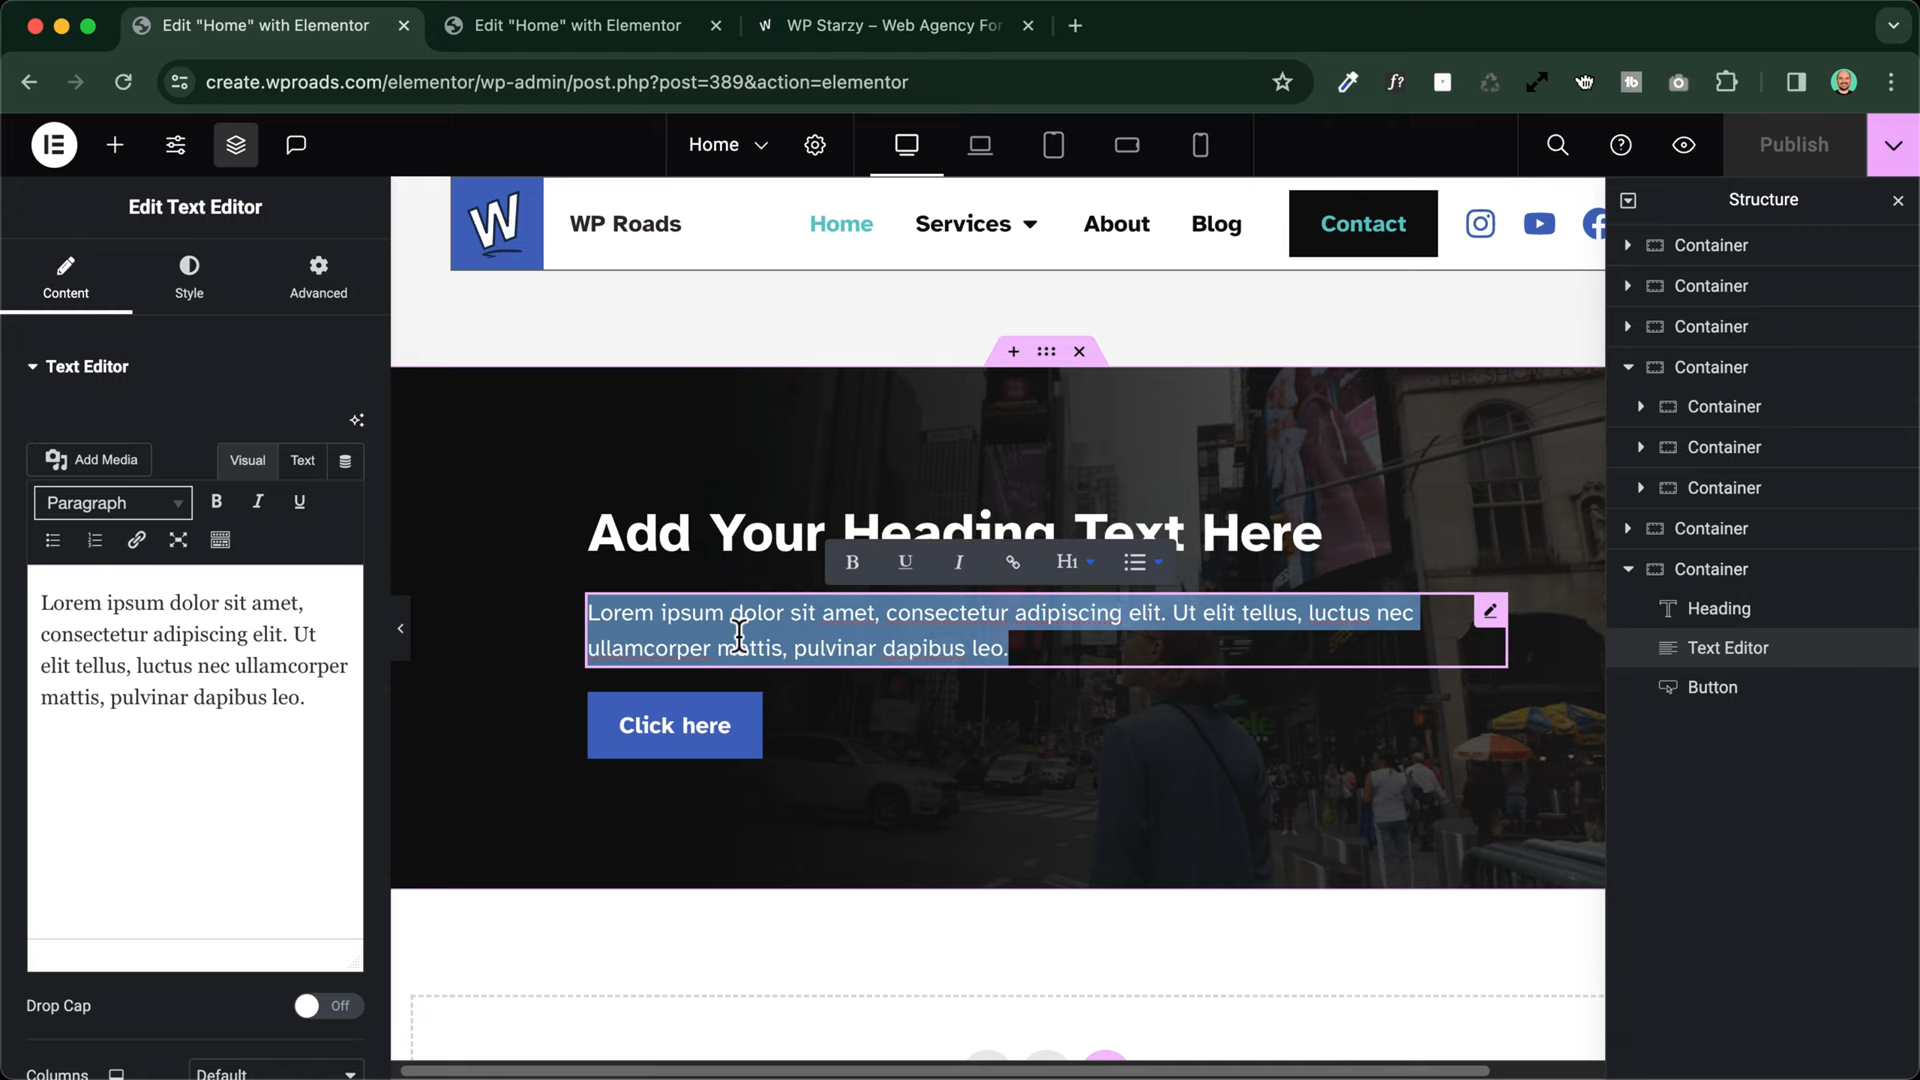 Edit "Home" with Elementor
Edit "Home" with Elementor
WP Starzy – Web Agency For
create.wproads.com/elementor/wp-admin/post.php?post=389&action=elementor
Home
Publish
Edit Text Editor
Content
Style
Advanced
Text Editor
Add Media
Visual
Text
Paragraph
B
I
U
Lorem ipsum dolor sit amet,
consectetur adipiscing elit. Ut
elit tellus, luctus nec ullamcorper
mattis, pulvinar dapibus leo.
Drop Cap
Off
Columns
Default
W
WP Roads
Home
Services
About
Blog
Contact
Add Your Heading Text Here
B
U
I
H1
Lorem ipsum dolor sit amet, consectetur adipiscing elit. Ut elit tellus, luctus nec
ullamcorper mattis, pulvinar dapibus leo.
Click here
Structure
Container
Container
Container
Container
Container
Container
Container
Container
Container
Heading
Text Editor
Button